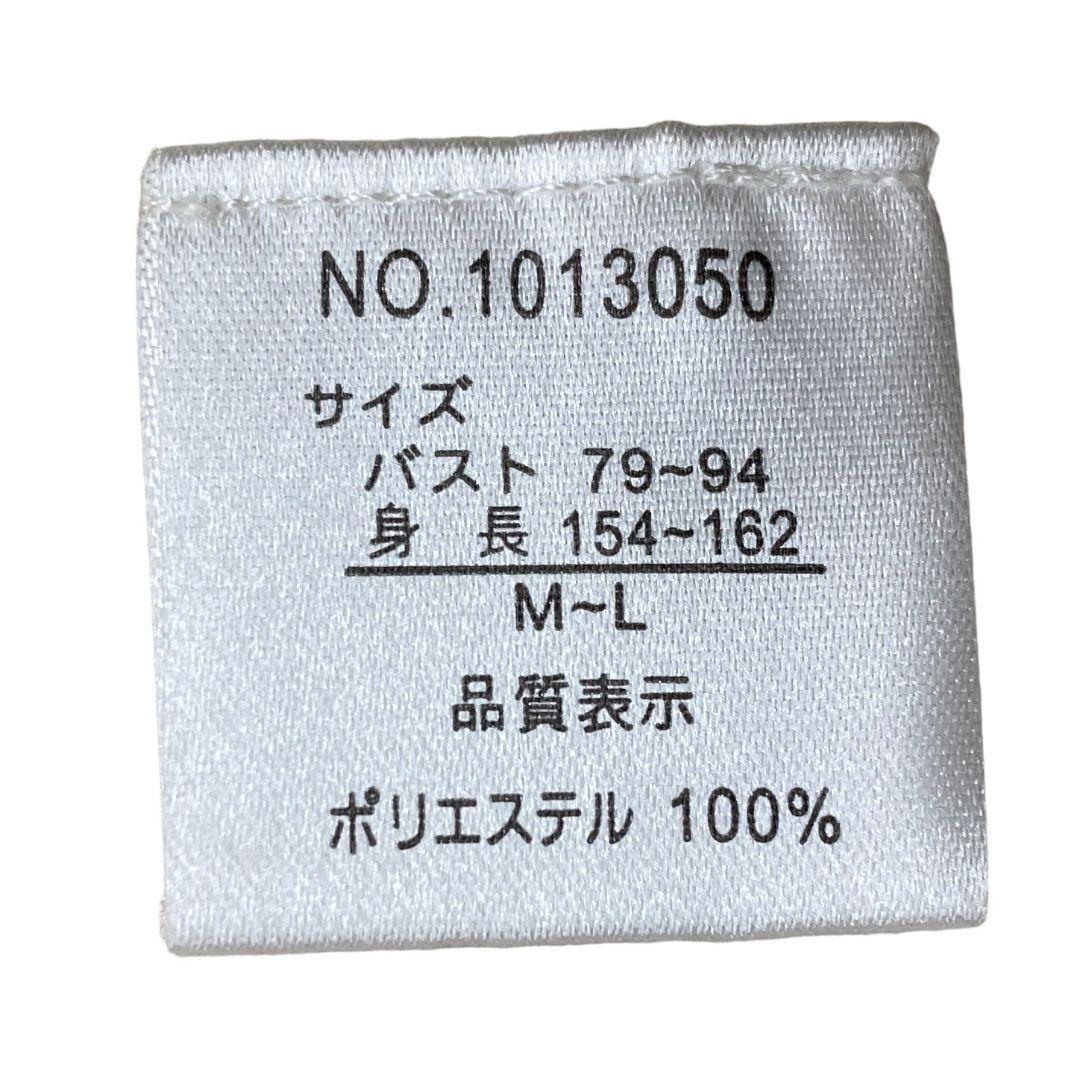 NO.1013050
サイズ
バスト 79~94
身 長 154~162
M~L
品質表示
ポリエステル 100%